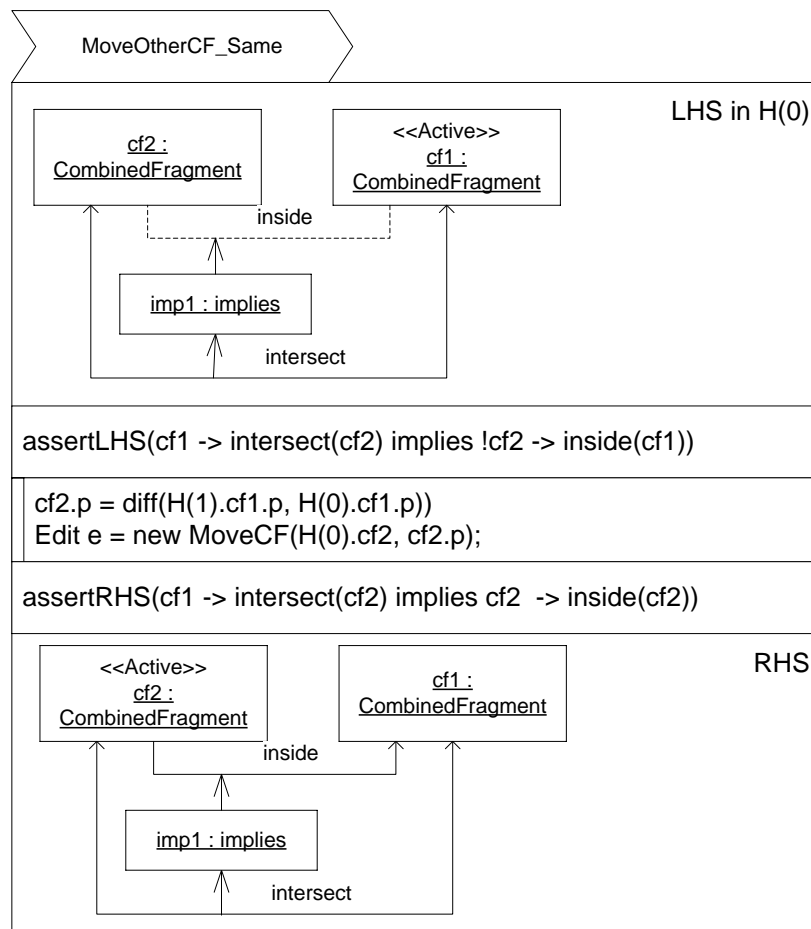 MoveOtherCF_Same
LHS in H(0)
cf2 :
CombinedFragment
<<Active>>
cf1 :
CombinedFragment
inside
imp1 : implies
intersect
assertLHS(cf1 -> intersect(cf2) implies !cf2 -> inside(cf1))
cf2.p = diff(H(1).cf1.p, H(0).cf1.p))
Edit e = new MoveCF(H(0).cf2, cf2.p);
assertRHS(cf1 -> intersect(cf2) implies cf2 -> inside(cf2))
RHS
<<Active>>
cf2 :
CombinedFragment
cf1 :
CombinedFragment
inside
imp1 : implies
intersect